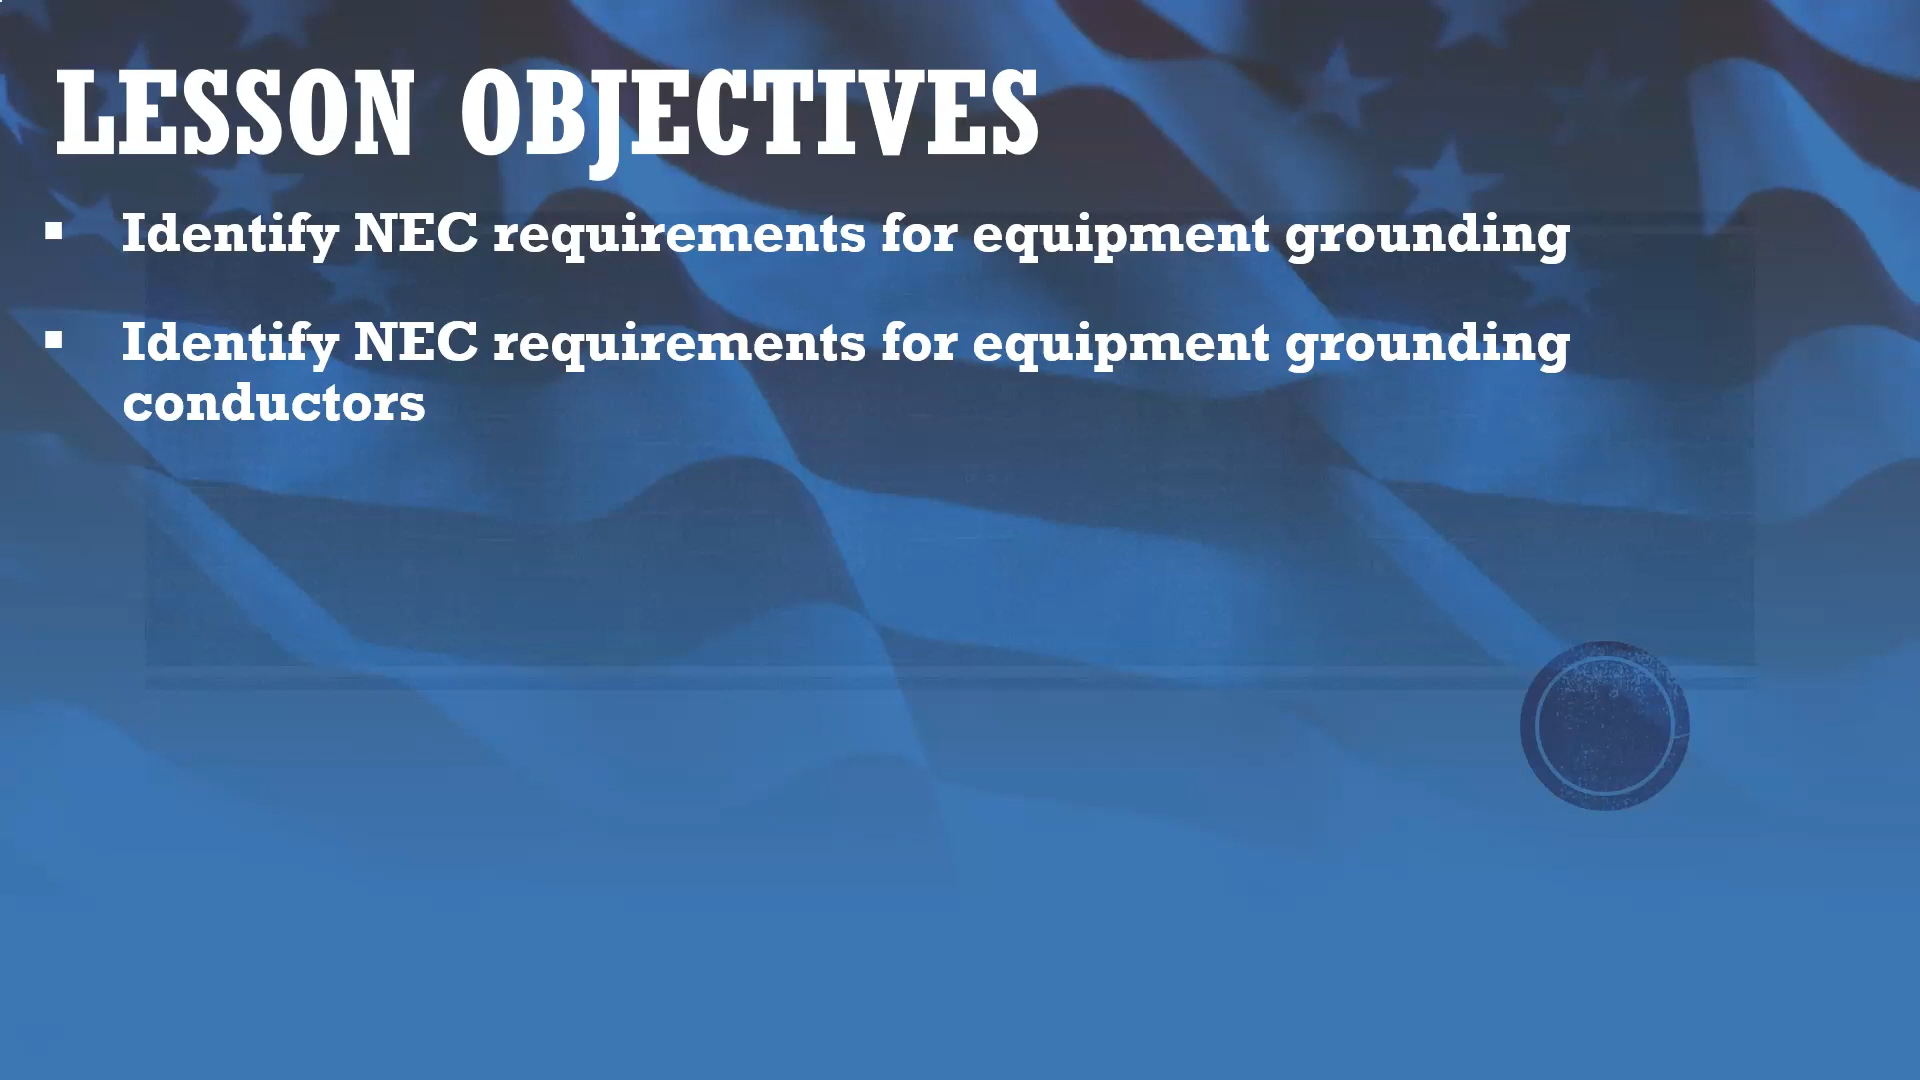 LESSON OBJECTIVES
▪ Identify NEC requirements for equipment grounding
▪ Identify NEC requirements for equipment grounding
conductors